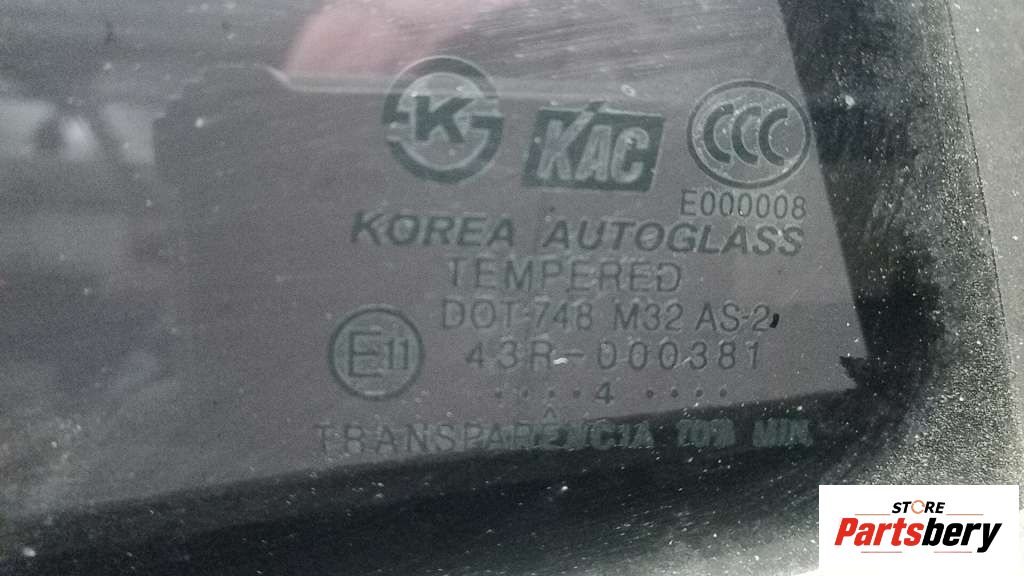 K
KAC
CCC
E000008
KOREA AUTOGLASS
TEMPERED
DOT-748 M32 AS-2
E11
43R-000381
....4 ....
TRANSPARÊNCIA 70% MIN.
STORE
Partsbery